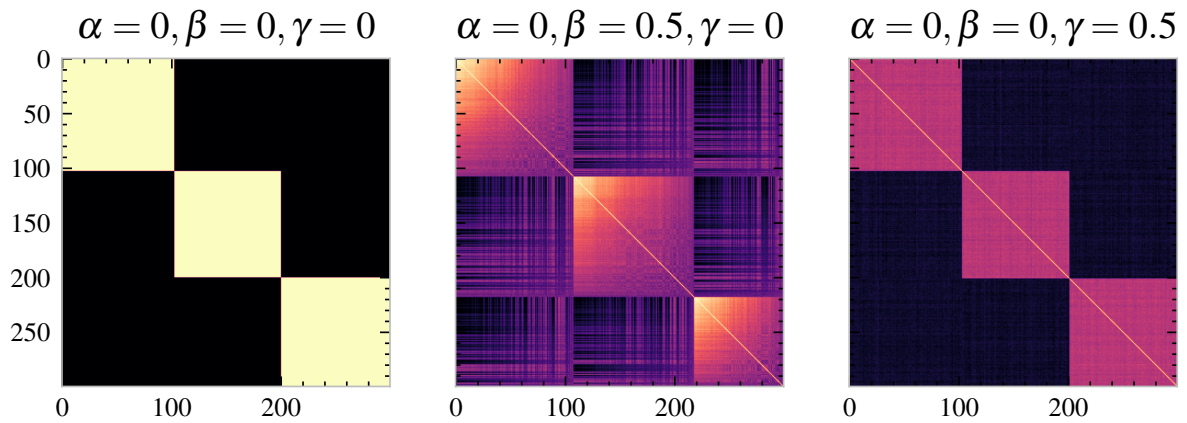 α = 0, β = 0, γ = 0
α = 0, β = 0.5, γ = 0
α = 0, β = 0, γ = 0.5
0
50
100
150
200
250
0 100 200
0 100 200
0 100 200